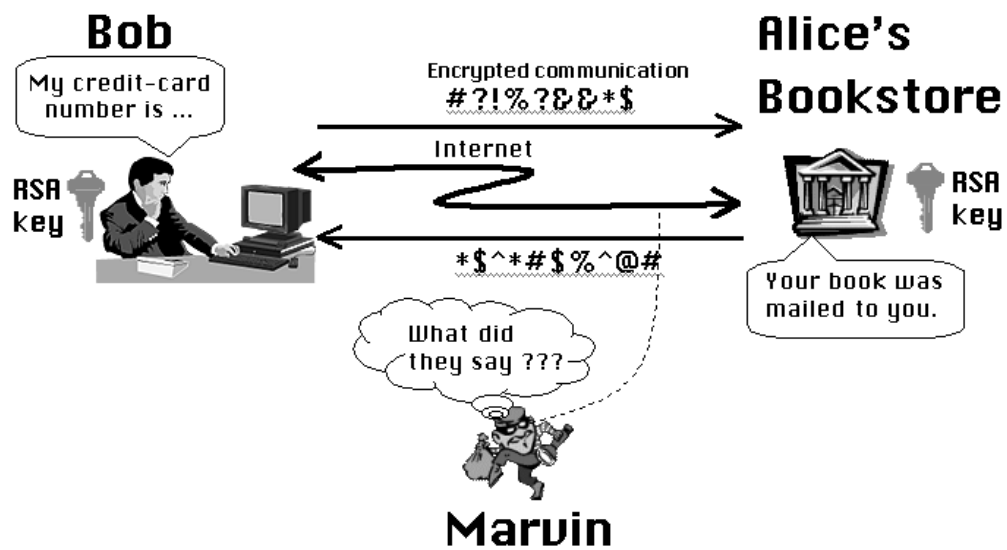 Bob
My credit-card
number is ...
RSA
key
Encrypted communication
#?!%?&&*$
Internet
*$^*#$%^@#
Alice's
Bookstore
RSA
key
Your book was
mailed to you.
What did
they say ???
Marvin